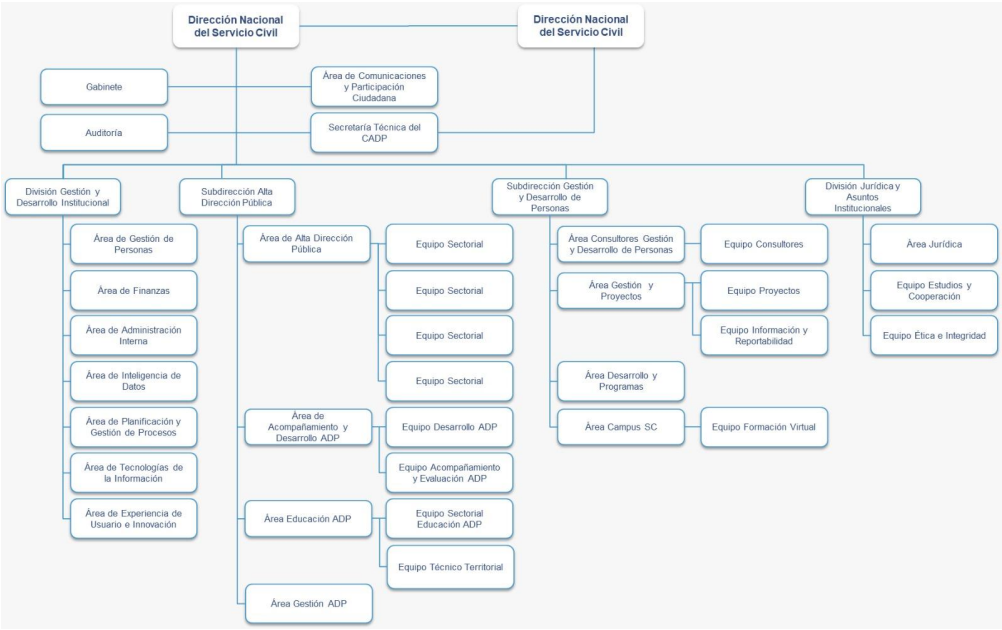 Dirección Nacional
del Servicio Civil
Dirección Nacional
del Servicio Civil
Gabinete
Área de Comunicaciones
y Participación
Ciudadana
Auditoría
Secretaría Técnica del
CADP
División Gestión y
Desarrollo Institucional
Subdirección Alta
Dirección Pública
Subdirección Gestión
y Desarrollo de
Personas
División Jurídica y
Asuntos
Institucionales
Área de Gestión de
Personas
Área de Finanzas
Área de Administración
Interna
Área de Inteligencia de
Datos
Área de Planificación y
Gestión de Procesos
Área de Tecnologías de
la Información
Área de Experiencia de
Usuario e Innovación
Área de Alta Dirección
Pública
Equipo Sectorial
Equipo Sectorial
Equipo Sectorial
Equipo Sectorial
Área de
Acompañamiento y
Desarrollo ADP
Equipo Desarrollo ADP
Equipo Acompañamiento
y Evaluación ADP
Área Educación ADP
Equipo Sectorial
Educación ADP
Equipo Técnico Territorial
Área Gestión ADP
Área Consultores Gestión
y Desarrollo de Personas
Equipo Consultores
Área Gestión y
Proyectos
Equipo Proyectos
Equipo Información y
Reportabilidad
Área Desarrollo y
Programas
Área Campus SC
Equipo Formación Virtual
Área Jurídica
Equipo Estudios y
Cooperación
Equipo Ética e Integridad